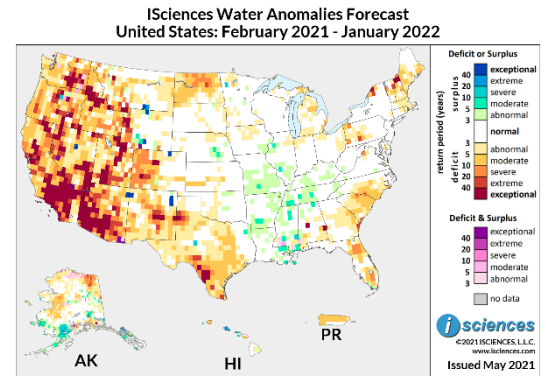 ISciences Water Anomalies Forecast
United States: February 2021 - January 2022
Deficit or Surplus
return period (years)
surplus
40 exceptional
20 extreme
10 severe
5 moderate
3 abnormal
normal
deficit
3 abnormal
5 moderate
10 severe
20 extreme
40 exceptional
Deficit & Surplus
40 exceptional
20 extreme
10 severe
5 moderate
3 abnormal
no data
isciences
©2021 ISCIENCES, L.L.C.
www.isciences.com
Issued May 2021
AK
HI
PR